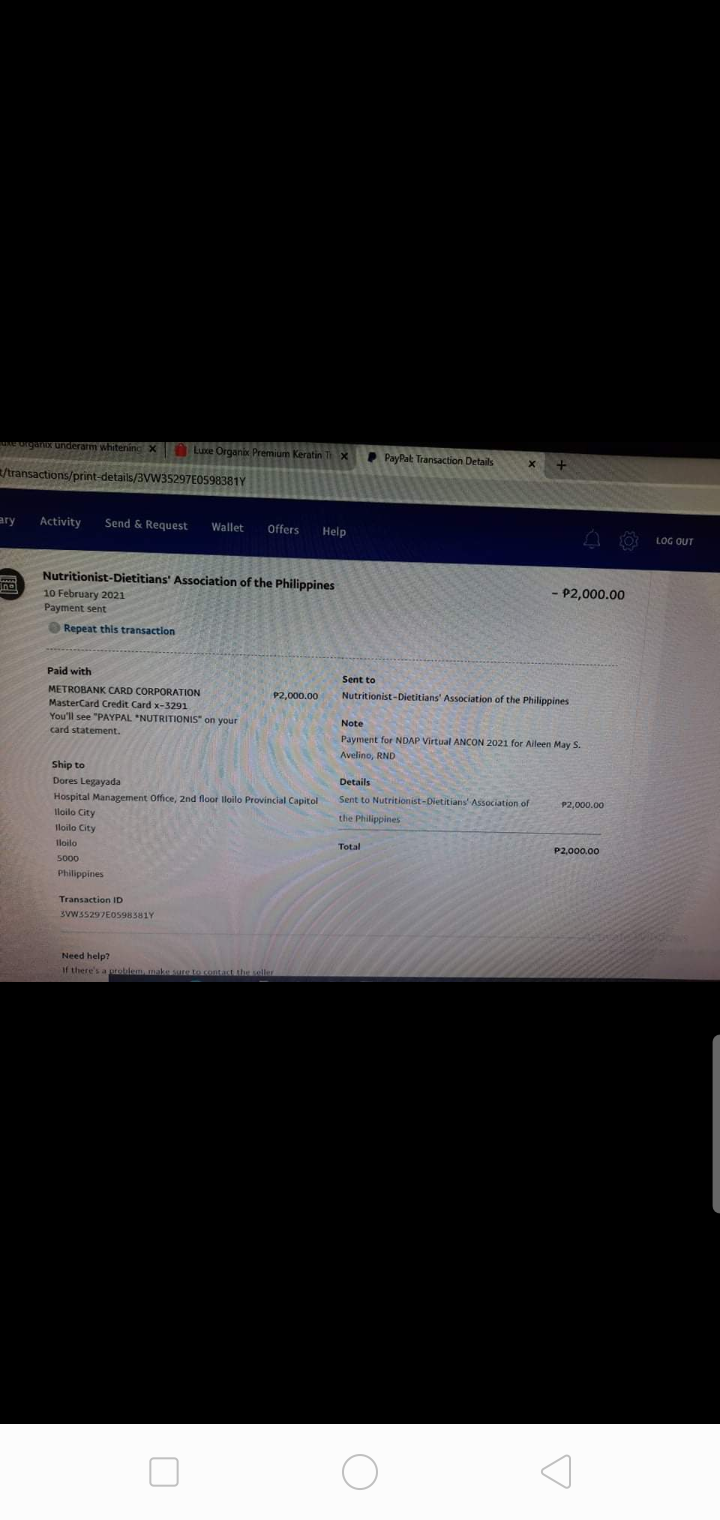 uxe organix underarm whitening
Luxe Organix Premium Keratin Tr
PayPal: Transaction Details
t/transactions/print-details/3VW35297E0598381Y
ary Activity Send & Request Wallet Offers Help LOG OUT
Nutritionist-Dietitians' Association of the Philippines
- ₱2,000.00
10 February 2021
Payment sent
Repeat this transaction
Paid with
METROBANK CARD CORPORATION ₱2,000.00
MasterCard Credit Card x-3291
You'll see "PAYPAL *NUTRITIONIS" on your
card statement.
Ship to
Dores Legayada
Hospital Management Office, 2nd floor Iloilo Provincial Capitol
Iloilo City
Iloilo City
Iloilo
5000
Philippines
Transaction ID
3VW35297E0598381Y
Need help?
If there's a problem, make sure to contact the seller
Sent to
Nutritionist-Dietitians' Association of the Philippines
Note
Payment for NDAP Virtual ANCON 2021 for Aileen May S.
Avelino, RND
Details
Sent to Nutritionist-Dietitians' Association of ₱2,000.00
the Philippines
Total ₱2,000.00